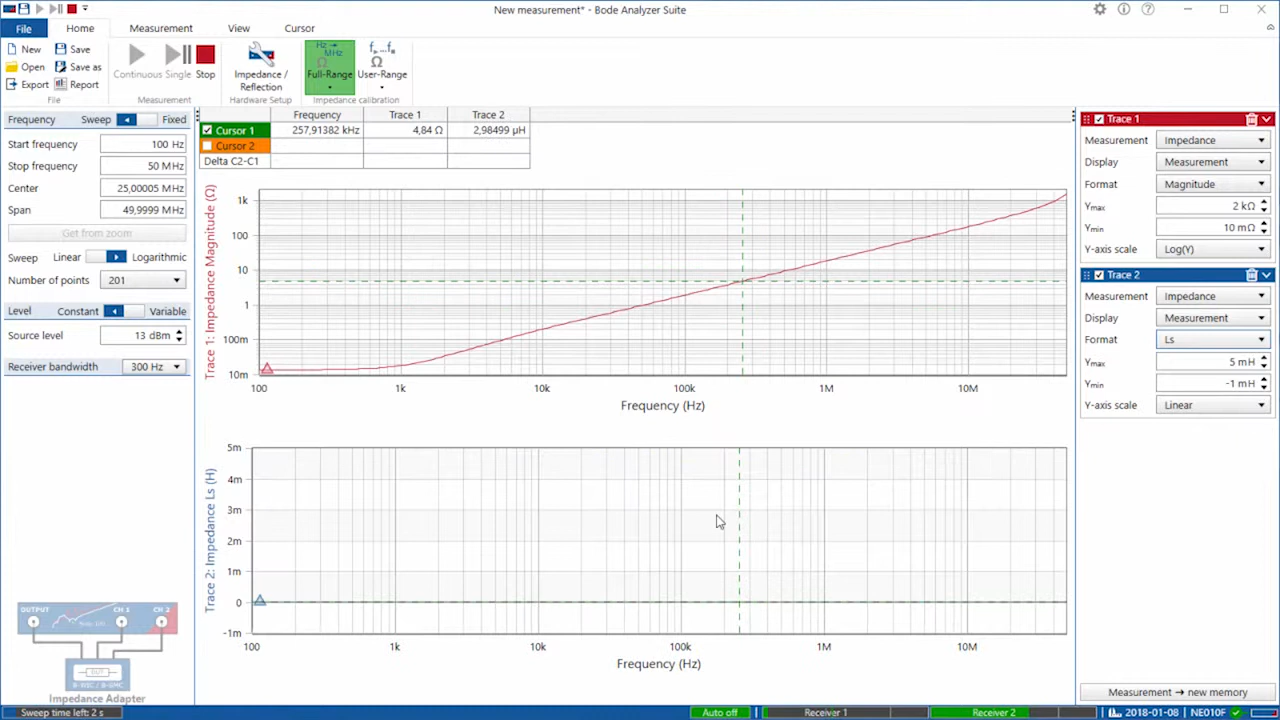 New measurement* - Bode Analyzer Suite
File Home Measurement View Cursor
New Save
Open Save as
Export Report
File
Continuous Single Stop
Measurement
Impedance / Reflection
Hardware Setup
Hz → MHz Ω
Full-Range
f...f Ω
User-Range
Impedance calibration
Frequency Sweep Fixed
Start frequency 100 Hz
Stop frequency 50 MHz
Center 25,00005 MHz
Span 49,9999 MHz
Get from zoom
Sweep Linear Logarithmic
Number of points 201
Level Constant Variable
Source level 13 dBm
Receiver bandwidth 300 Hz
OUTPUT CH 1 CH 2
Impedance Adapter
Frequency Trace 1 Trace 2
Cursor 1 257,91382 kHz 4,84 Ω 2,98499 µH
Cursor 2
Delta C2-C1
Trace 1: Impedance Magnitude (Ω)
1k
100
10
1
100m
10m
100 1k 10k 100k 1M 10M
Frequency (Hz)
Trace 2: Impedance Ls (H)
5m
4m
3m
2m
1m
0
-1m
100 1k 10k 100k 1M 10M
Frequency (Hz)
Trace 1
Measurement Impedance
Display Measurement
Format Magnitude
Ymax 2 kΩ
Ymin 10 mΩ
Y-axis scale Log(Y)
Trace 2
Measurement Impedance
Display Measurement
Format Ls
Ymax 5 mH
Ymin -1 mH
Y-axis scale Linear
Measurement → new memory
Sweep time left: 2 s Auto off Receiver 1 Receiver 2 2018-01-08 NE010F